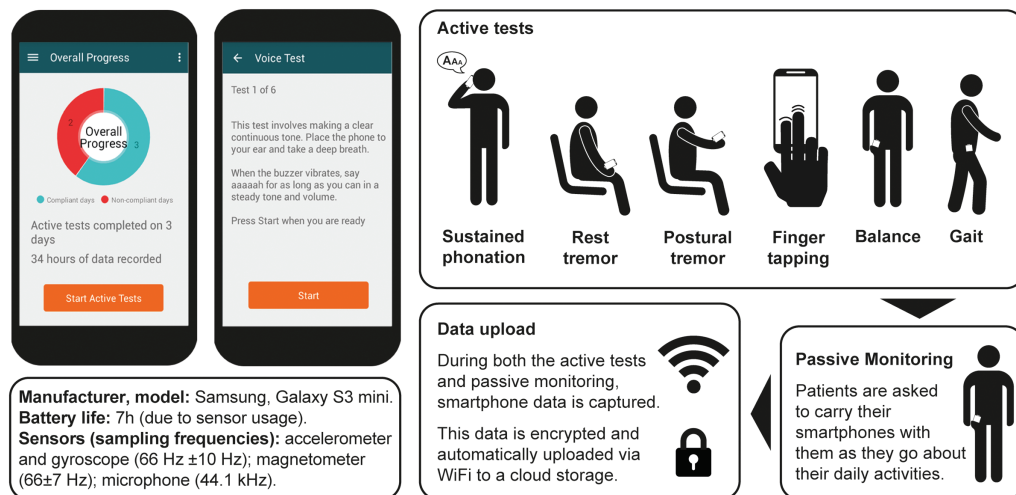 Overall Progress
2
Overall
Progress
3
Compliant days
Non-compliant days
Active tests completed on 3
days
34 hours of data recorded
Start Active Tests
Voice Test
Test 1 of 6
This test involves making a clear
continuous tone. Place the phone to
your ear and take a deep breath.
When the buzzer vibrates, say
aaaaah for as long as you can in a
steady tone and volume.
Press Start when you are ready
Start
Manufacturer, model: Samsung, Galaxy S3 mini.
Battery life: 7h (due to sensor usage).
Sensors (sampling frequencies): accelerometer
and gyroscope (66 Hz ±10 Hz); magnetometer
(66±7 Hz); microphone (44.1 kHz).
Active tests
AAA
Sustained
phonation
Rest
tremor
Postural
tremor
Finger
tapping
Balance
Gait
Data upload
During both the active tests
and passive monitoring,
smartphone data is captured.
This data is encrypted and
automatically uploaded via
WiFi to a cloud storage.
Passive Monitoring
Patients are asked
to carry their
smartphones with
them as they go about
their daily activities.